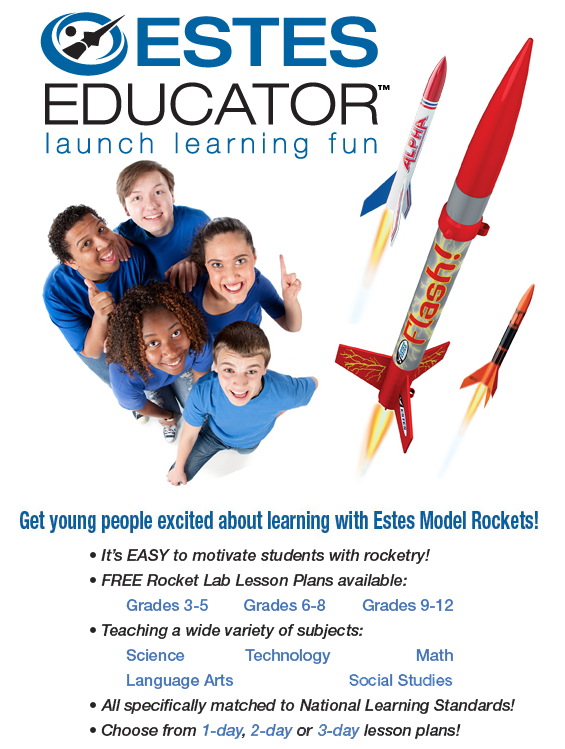 ESTES
EDUCATOR™
launch learning fun
ALPHA
Flash!
Get young people excited about learning with Estes Model Rockets!
• It's EASY to motivate students with rocketry!
• FREE Rocket Lab Lesson Plans available:
Grades 3-5 Grades 6-8 Grades 9-12
• Teaching a wide variety of subjects:
Science Technology Math
Language Arts Social Studies
• All specifically matched to National Learning Standards!
• Choose from 1-day, 2-day or 3-day lesson plans!